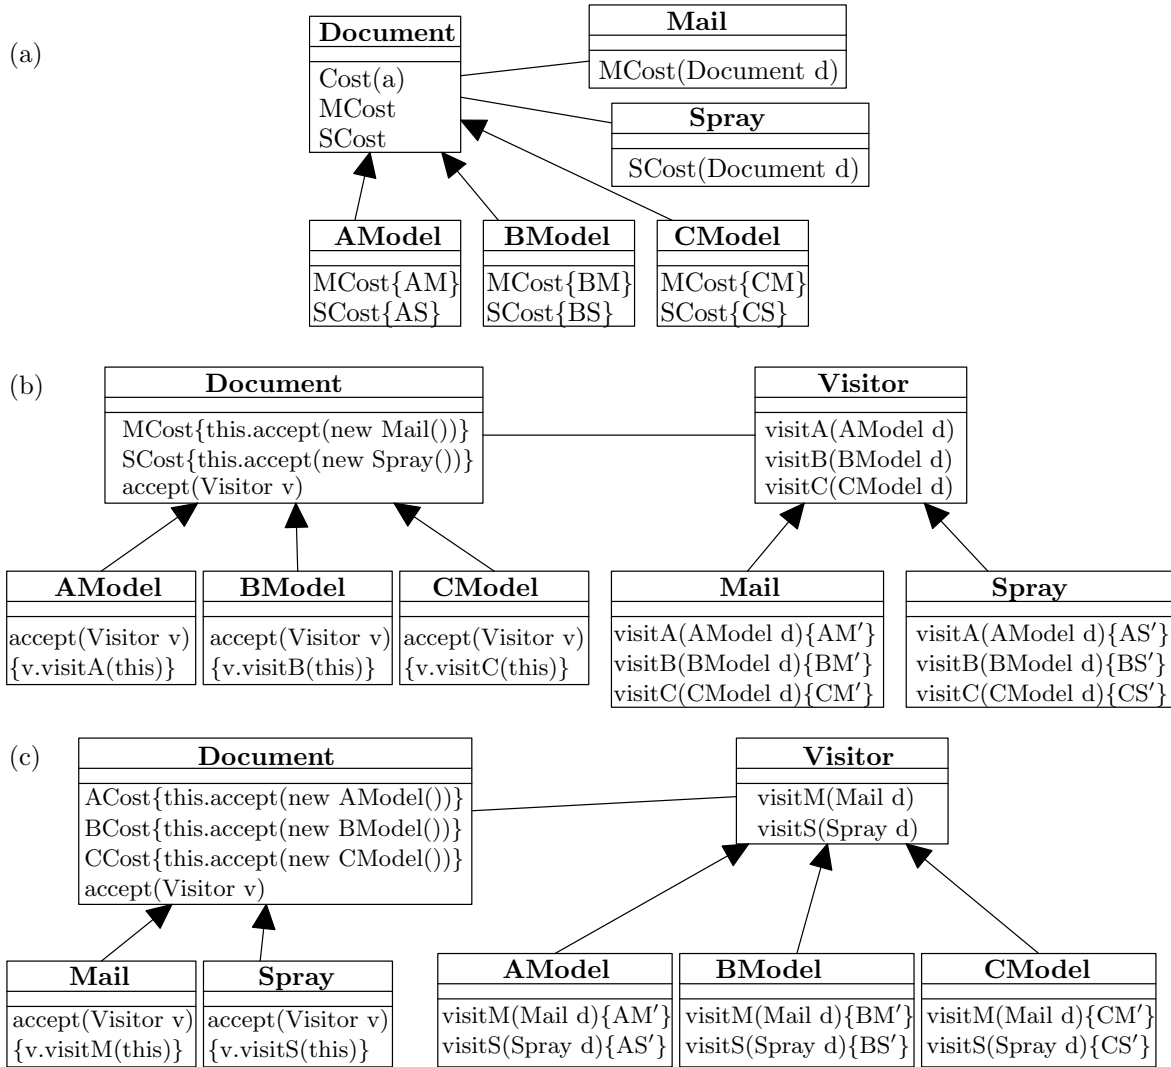 (a)
Document
Cost(a)
MCost
SCost
Mail
MCost(Document d)
Spray
SCost(Document d)
AModel
MCost{AM}
SCost{AS}
BModel
MCost{BM}
SCost{BS}
CModel
MCost{CM}
SCost{CS}
(b)
Document
MCost{this.accept(new Mail())}
SCost{this.accept(new Spray())}
accept(Visitor v)
Visitor
visitA(AModel d)
visitB(BModel d)
visitC(CModel d)
AModel
accept(Visitor v)
{v.visitA(this)}
BModel
accept(Visitor v)
{v.visitB(this)}
CModel
accept(Visitor v)
{v.visitC(this)}
Mail
visitA(AModel d){AM′}
visitB(BModel d){BM′}
visitC(CModel d){CM′}
Spray
visitA(AModel d){AS′}
visitB(BModel d){BS′}
visitC(CModel d){CS′}
(c)
Document
ACost{this.accept(new AModel())}
BCost{this.accept(new BModel())}
CCost{this.accept(new CModel())}
accept(Visitor v)
Visitor
visitM(Mail d)
visitS(Spray d)
Mail
accept(Visitor v)
{v.visitM(this)}
Spray
accept(Visitor v)
{v.visitS(this)}
AModel
visitM(Mail d){AM′}
visitS(Spray d){AS′}
BModel
visitM(Mail d){BM′}
visitS(Spray d){BS′}
CModel
visitM(Mail d){CM′}
visitS(Spray d){CS′}